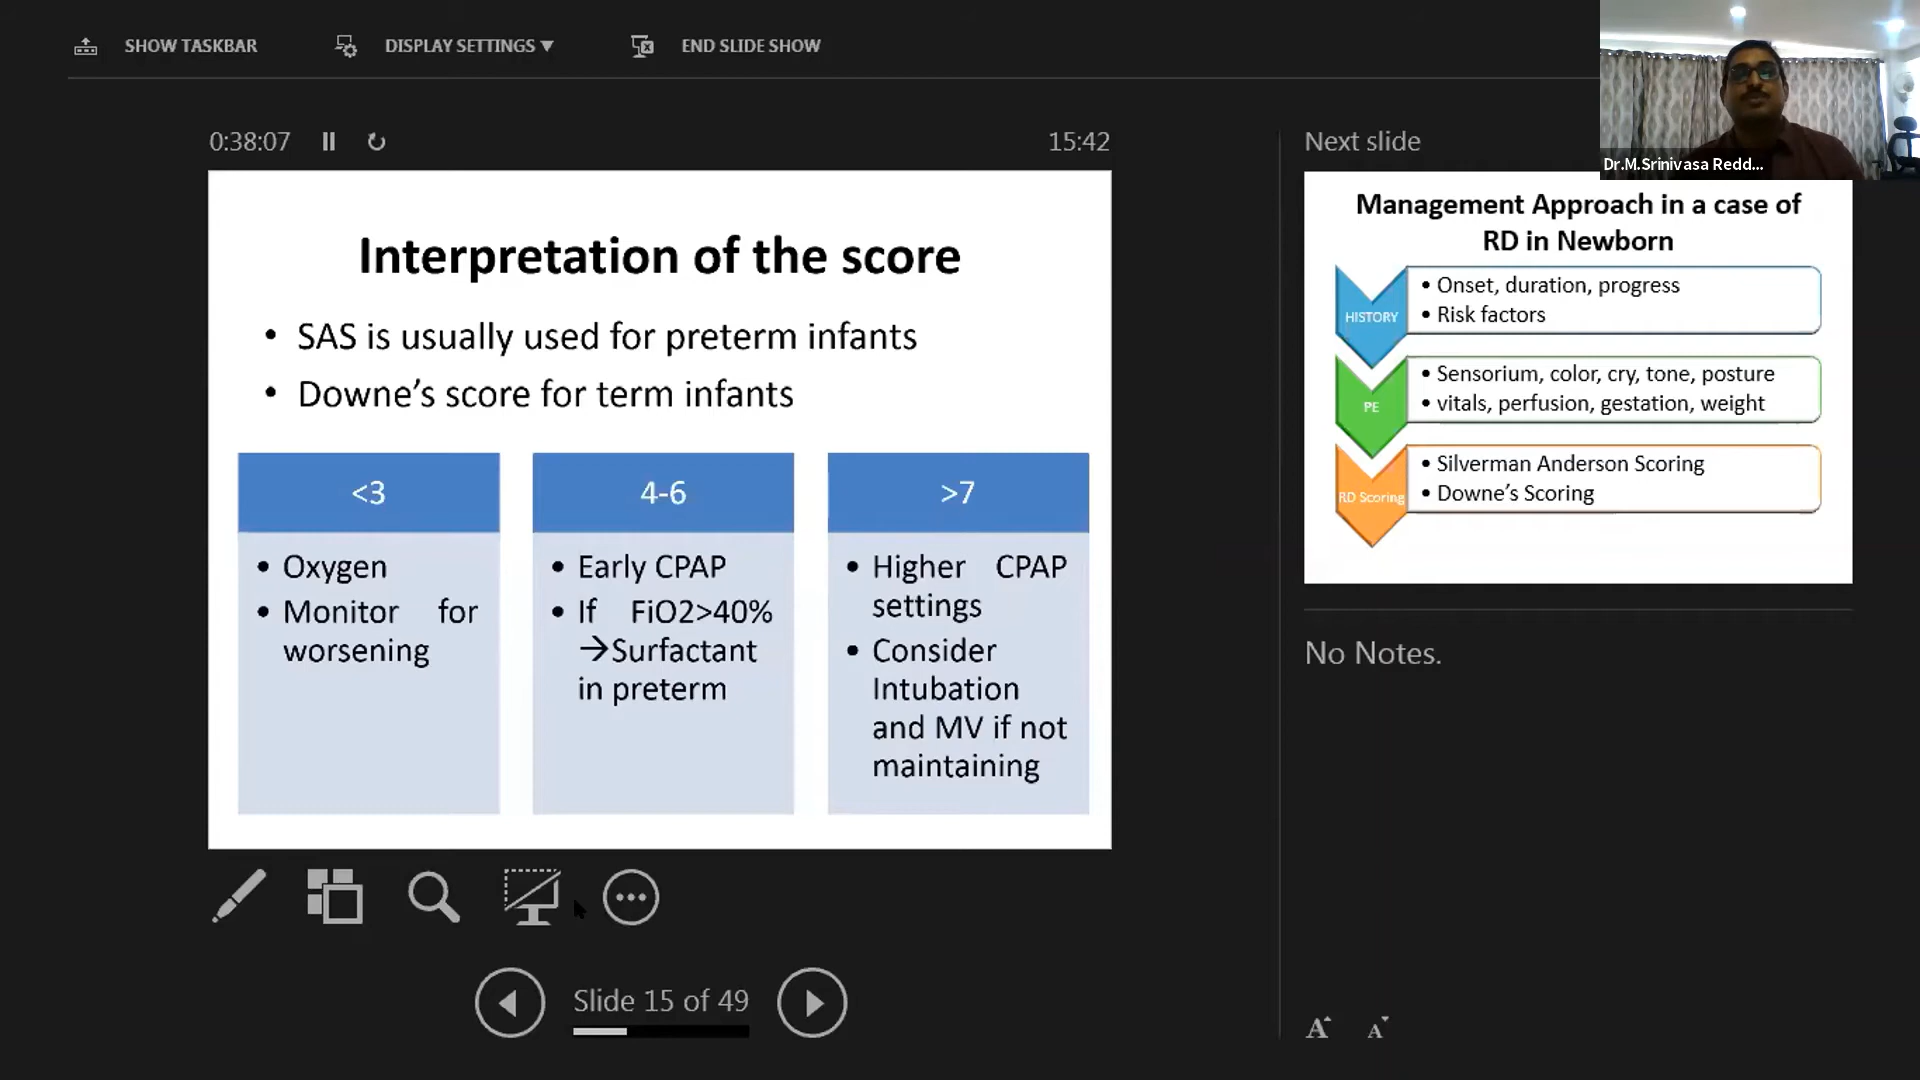 SHOW TASKBAR
DISPLAY SETTINGS ▼
END SLIDE SHOW
Dr.M.Srinivasa Redd...
0:38:07
15:42
Interpretation of the score
• SAS is usually used for preterm infants
• Downe’s score for term infants
<3
• Oxygen
• Monitor for
worsening
4-6
• Early CPAP
• If FiO2>40%
→Surfactant
in preterm
>7
• Higher CPAP
settings
• Consider
Intubation
and MV if not
maintaining
Slide 15 of 49
Next slide
Management Approach in a case of
RD in Newborn
HISTORY
• Onset, duration, progress
• Risk factors
PE
• Sensorium, color, cry, tone, posture
• vitals, perfusion, gestation, weight
RD Scoring
• Silverman Anderson Scoring
• Downe’s Scoring
No Notes.
A A